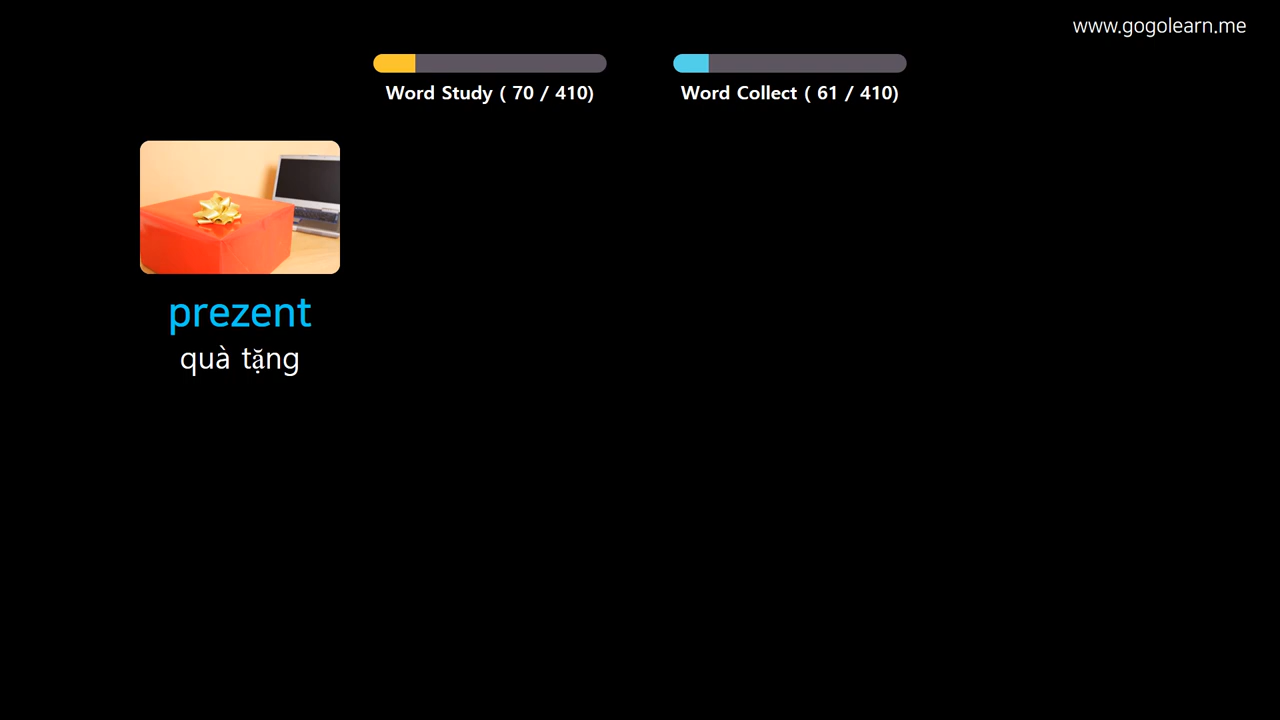 www.gogolearn.me
Word Study ( 70 / 410)
Word Collect ( 61 / 410)
prezent
quà tặng